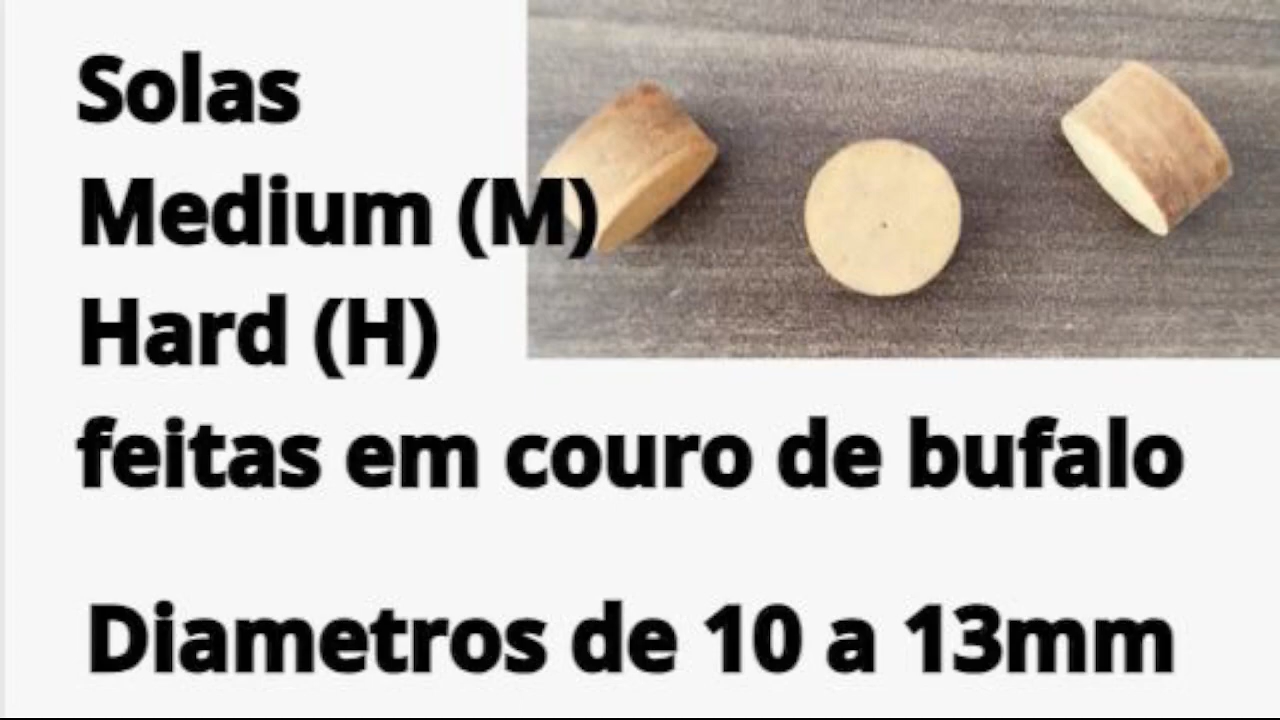 Solas
Medium (M)
Hard (H)
feitas em couro de bufalo
Diametros de 10 a 13mm